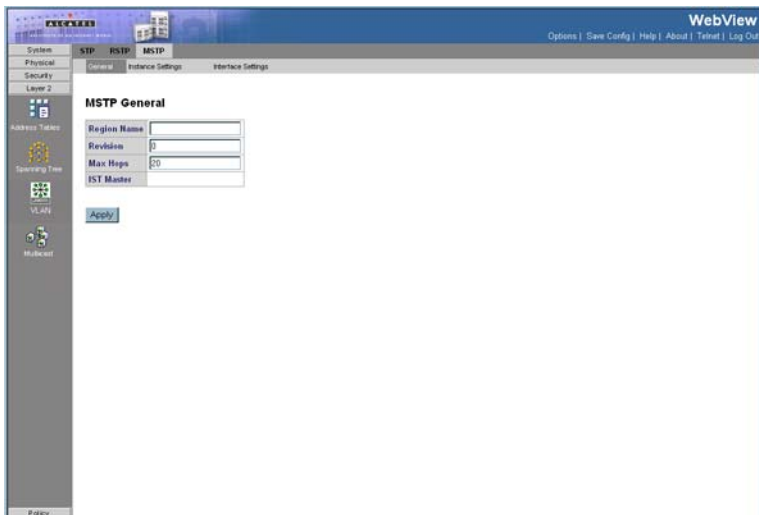 ALCATEL
WebView
Options | Save Config | Help | About | Telnet | Log Out
System
Physical
Security
Layer 2
Address Tables
Spanning Tree
VLAN
Multicast
Policy
STP RSTP MSTP
General Instance Settings Interface Settings
MSTP General
Region Name
Revision 0
Max Hops 20
IST Master
Apply